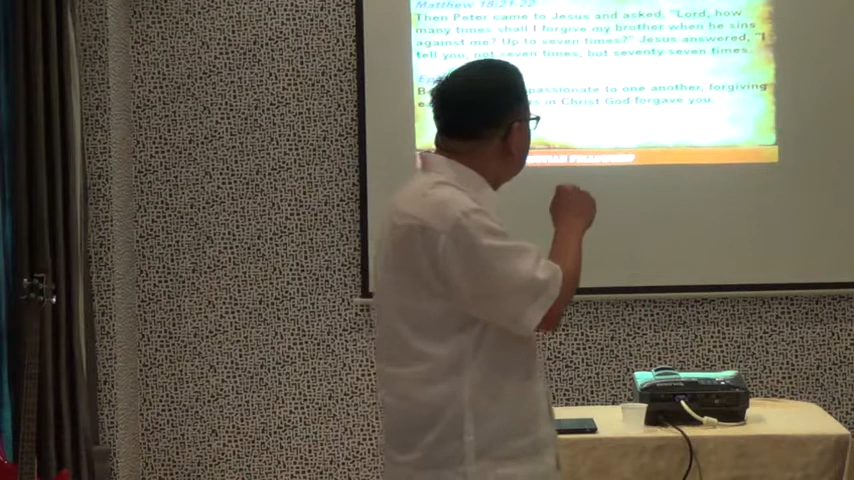 Matthew 18:21-22
Then Peter came to Jesus and asked, "Lord, how
many times shall I forgive my brother when he sins
against me? Up to seven times?" Jesus answered, "I
tell you, not seven times, but seventy-seven times.
passionate to one another, forgiving
in Christ God forgave you.